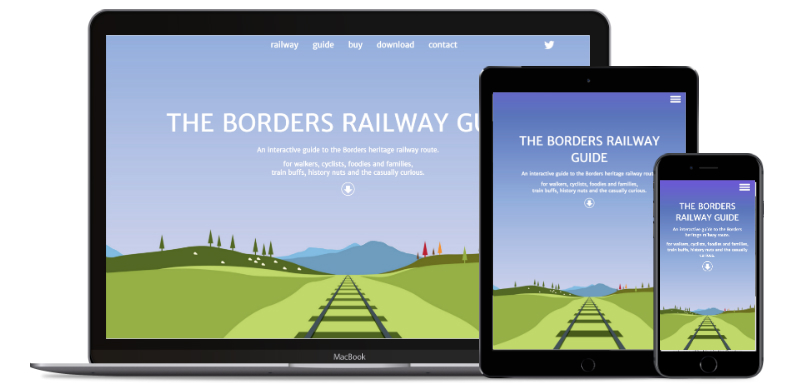 railway guide buy download contact
THE BORDERS RAILWAY GU
An interactive guide to the Borders heritage railway route.
for walkers, cyclists, foodies and families,
train buffs, history nuts and the casually curious.
MacBook
THE BORDERS RAILWAY
GUIDE
An interactive guide to the Borders heritage railway rou
for walkers, cyclists, foodies and families,
train buffs, history nuts and the casually curious.
THE BORDERS
RAILWAY GUIDE
An interactive guide to the Borders
heritage railway route.
for walkers, cyclists, foodies and families,
train buffs, history nuts and the casually
curious.